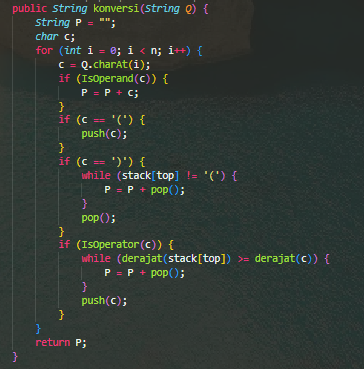 public String konversi(String Q) {
String P = "";
char c;
for (int i = 0; i < n; i++) {
c = Q.charAt(i);
if (IsOperand(c)) {
P = P + c;
}
if (c == '(') {
push(c);
}
if (c == ')') {
while (stack[top] != '(') {
P = P + pop();
}
pop();
}
if (IsOperator(c)) {
while (derajat(stack[top]) >= derajat(c)) {
P = P + pop();
}
push(c);
}
}
return P;
}